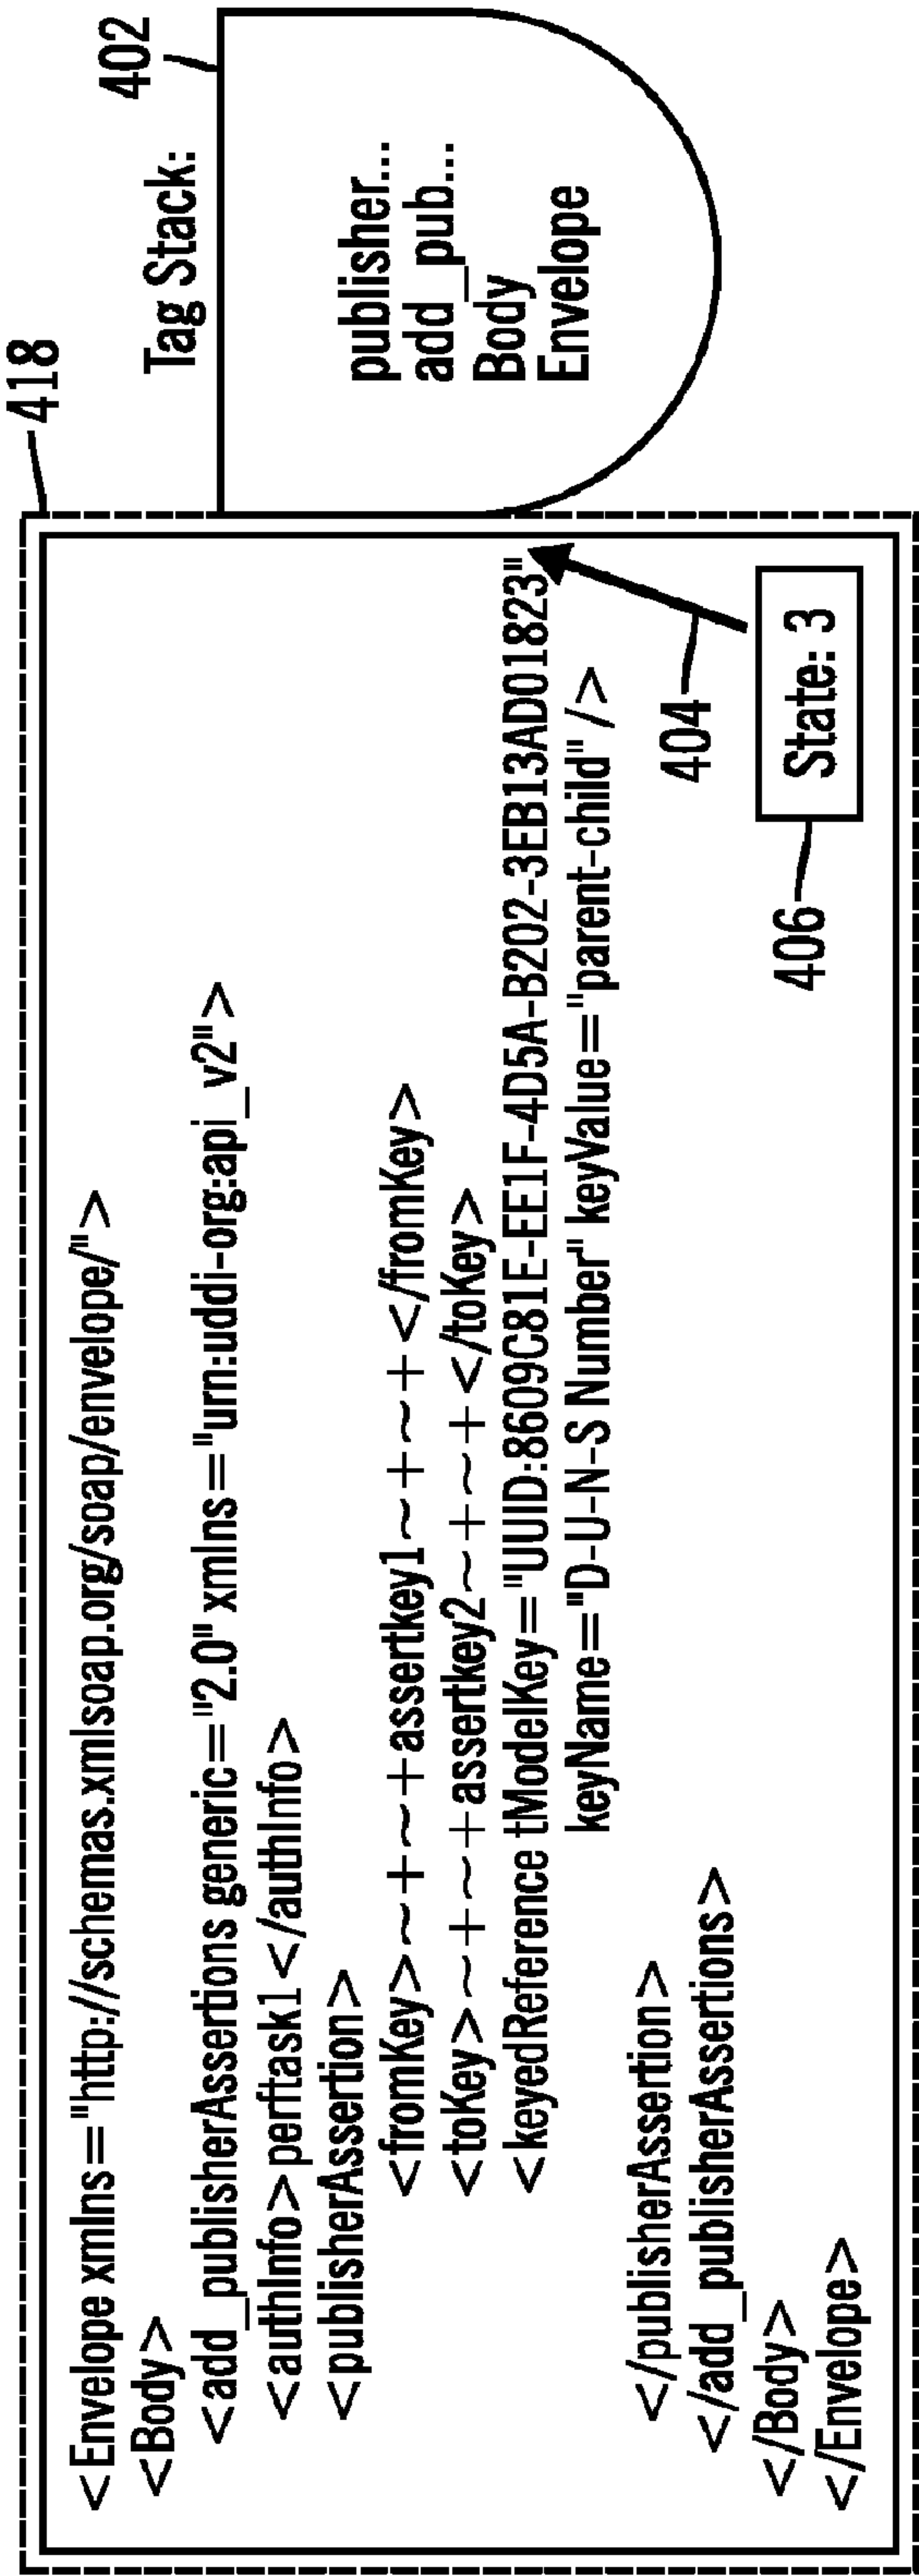 418
<Envelope xmlns="http://schemas.xmlsoap.org/soap/envelope/">
<Body>
<add_publisherAssertions generic="2.0" xmlns="urn:uddi-org:api_v2">
<authInfo>perftask1</authInfo>
<publisherAssertion>
<fromKey>~+~+~+assertkey1~+~+~+</fromKey>
<toKey>~+~+~+assertkey2~+~+~+</toKey>
<keyedReference tModelKey="UUID:8609C81E-EE1F-4D5A-B202-3EB13AD01823"
keyName="D-U-N-S Number" keyValue="parent-child"/>
</publisherAssertion>
</add_publisherAssertions>
</Body>
</Envelope>
404
406
State: 3
Tag Stack:
402
publisher...
add_pub...
Body
Envelope